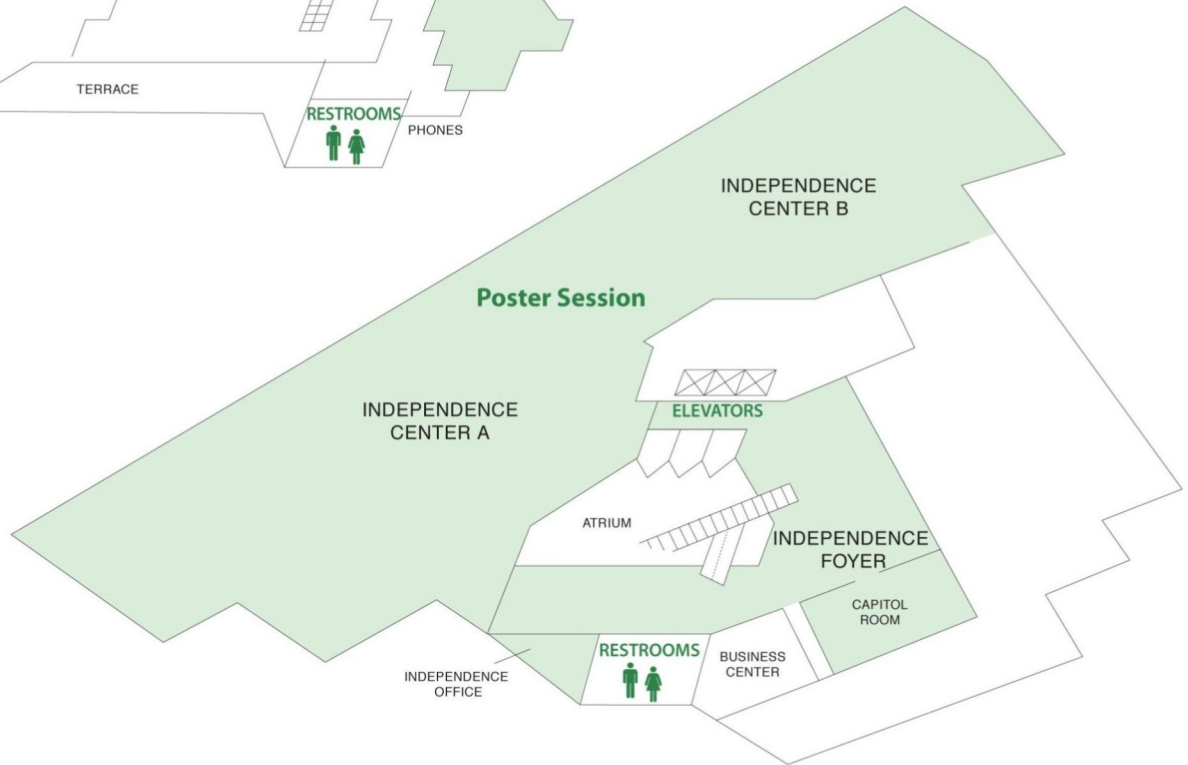 TERRACE
RESTROOMS
PHONES
INDEPENDENCE
CENTER B
Poster Session
INDEPENDENCE
CENTER A
ELEVATORS
ATRIUM
INDEPENDENCE
FOYER
CAPITOL
ROOM
RESTROOMS
BUSINESS
CENTER
INDEPENDENCE
OFFICE